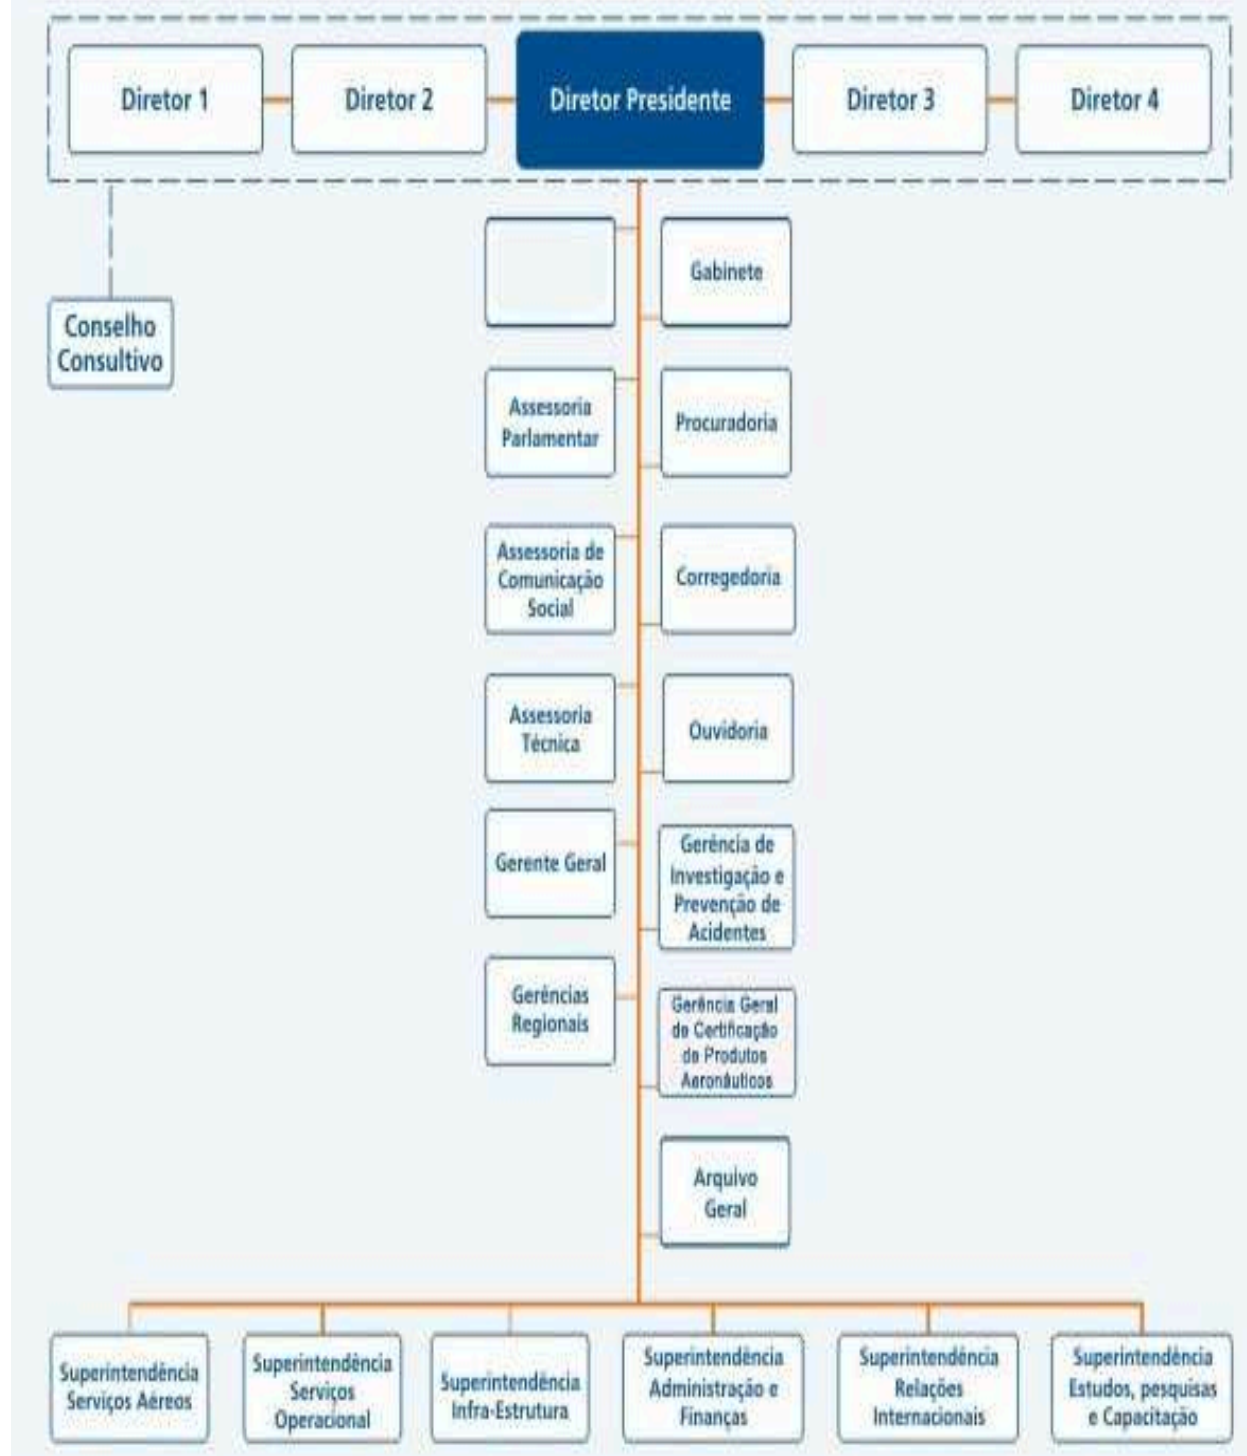 Diretor 1
Diretor 2
Diretor Presidente
Diretor 3
Diretor 4
Conselho
Consultivo
Gabinete
Assessoria
Parlamentar
Procuradoria
Assessoria de
Comunicação
Social
Corregedoria
Assessoria
Técnica
Ouvidoria
Gerente Geral
Gerência de
Investigação e
Prevenção de
Acidentes
Gerências
Regionais
Gerência Geral
de Certificação
de Produtos
Aeronáuticos
Arquivo
Geral
Superintendência
Serviços Aéreos
Superintendência
Serviços
Operacional
Superintendência
Infra-Estrutura
Superintendência
Administração e
Finanças
Superintendência
Relações
Internacionais
Superintendência
Estudos, pesquisas
e Capacitação